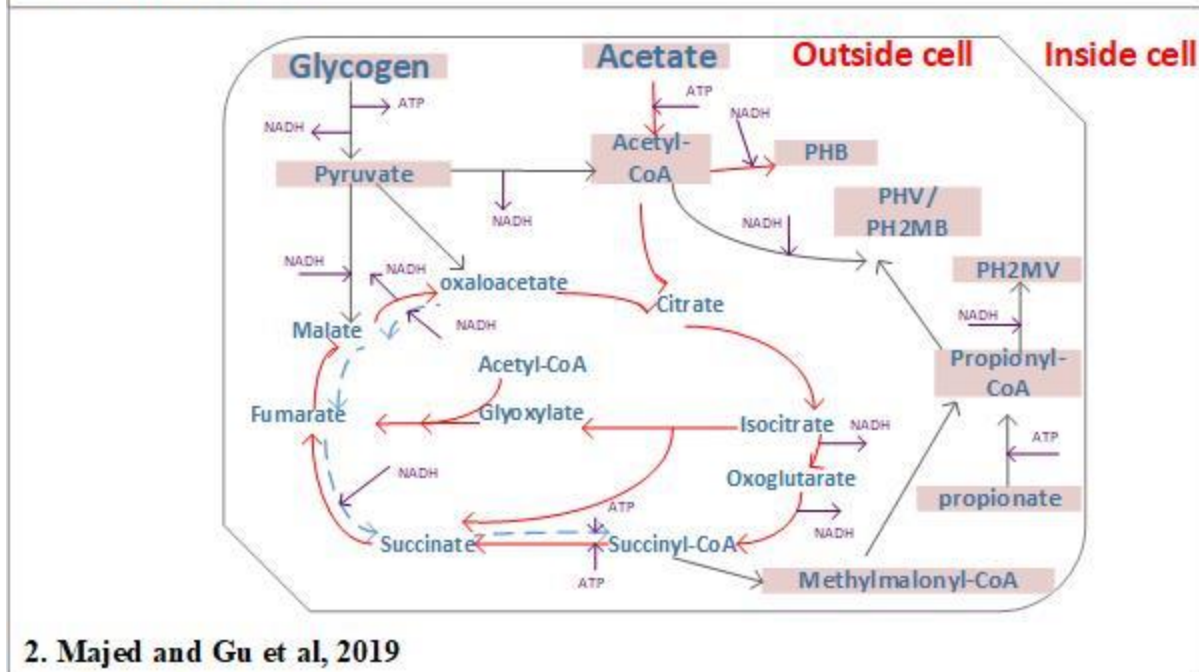 Glycogen
Acetate
Outside cell
Inside cell
ATP
ATP
NADH
NADH
Acetyl-
CoA
PHB
Pyruvate
NADH
PHV/
PH2MB
NADH
NADH
NADH
PH2MV
oxaloacetate
Citrate
NADH
NADH
Malate
Acetyl-CoA
Propionyl-
CoA
Fumarate
Glyoxylate
Isocitrate
NADH
ATP
NADH
Oxoglutarate
propionate
ATP
NADH
Succinate
Succinyl-CoA
ATP
Methylmalonyl-CoA
2. Majed and Gu et al, 2019